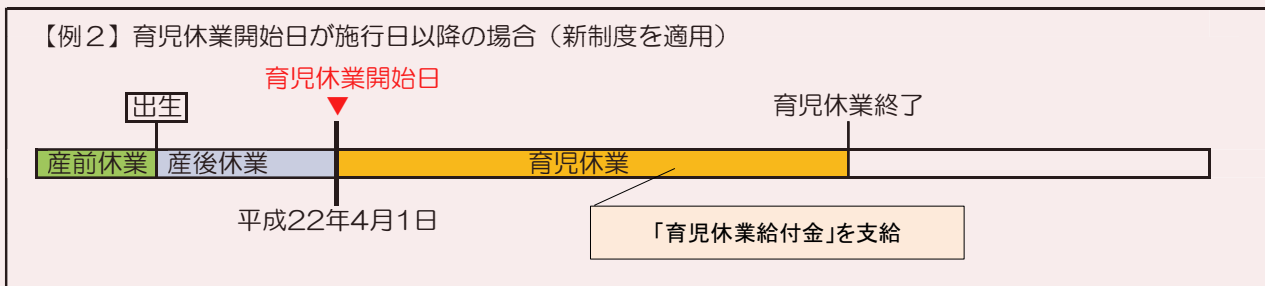 【例２】育児休業開始日が施行日以降の場合（新制度を適用）
育児休業開始日
出生
育児休業終了
産前休業
産後休業
育児休業
平成22年4月1日
「育児休業給付金」を支給